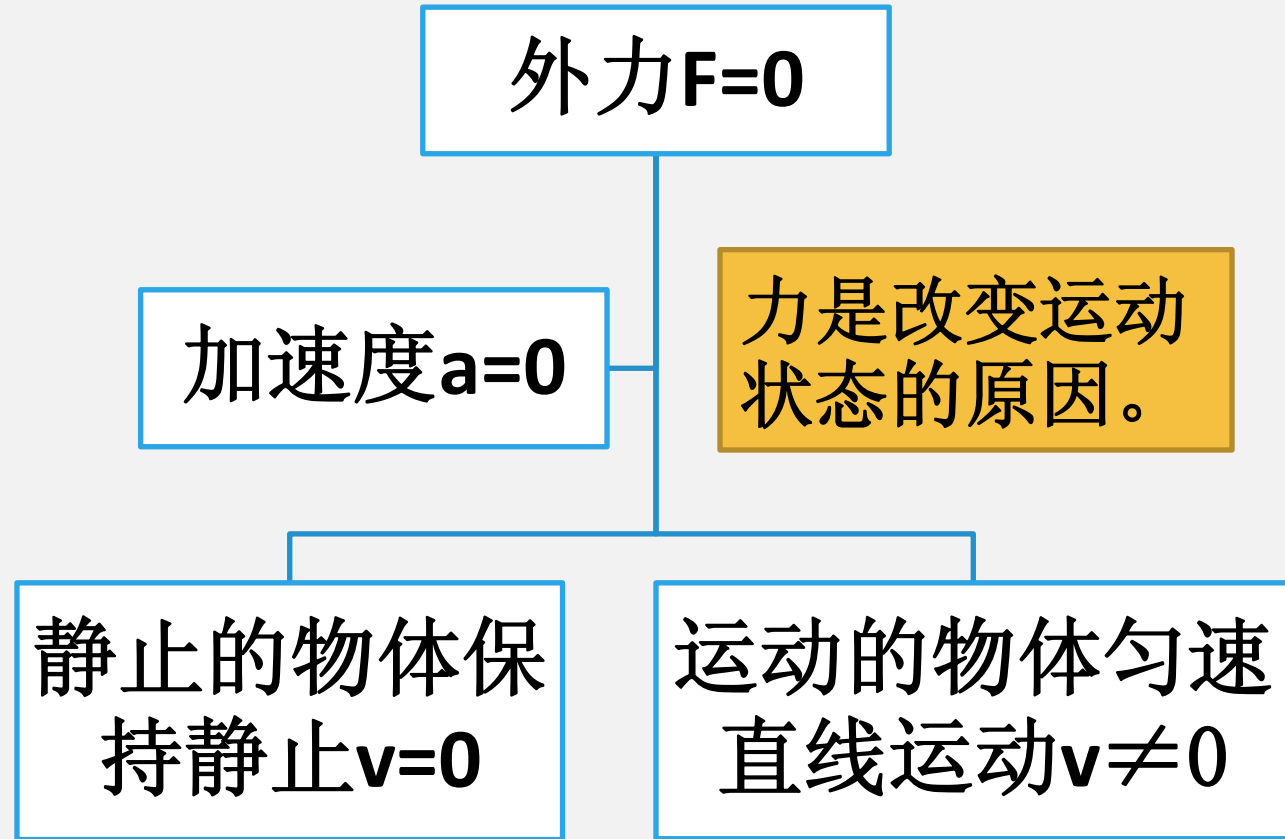 外力F=0
加速度a=0
力是改变运动
状态的原因。
静止的物体保
持静止v=0
运动的物体匀速
直线运动v≠0